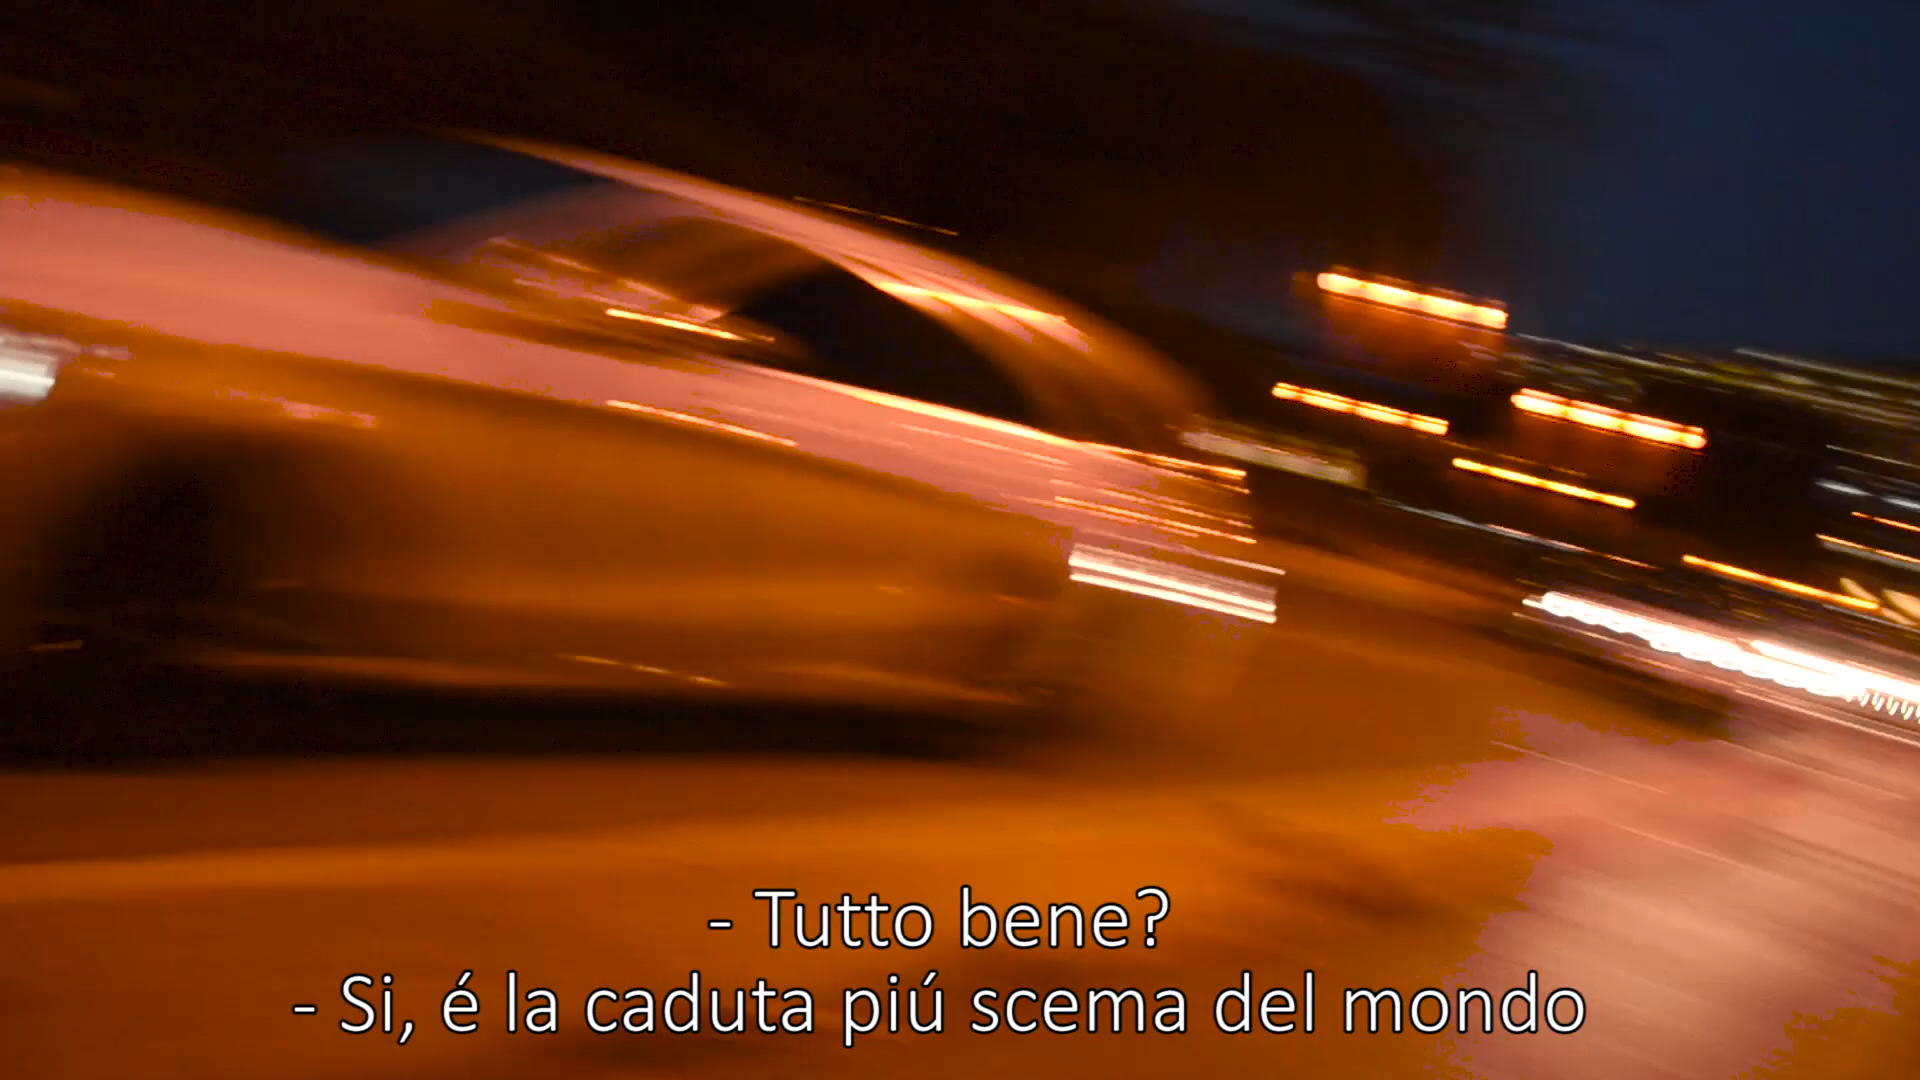 - Tutto bene?
- Si, é la caduta piú scema del mondo